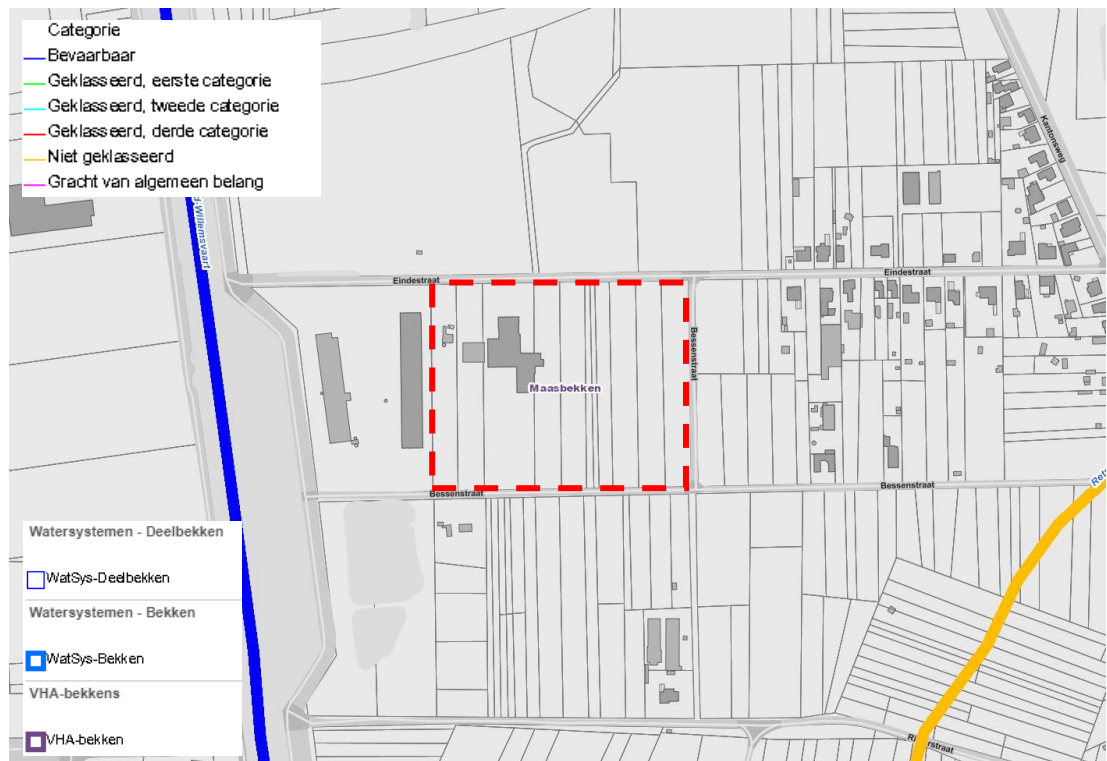 Categorie
Bevaarbaar
Geklasseerd, eerste categorie
Geklasseerd, tweede categorie
Geklasseerd, derde categorie
Niet geklasseerd
Gracht van algemeen belang
d-Willemsvaart
Kantonsweg
Eindestraat
Eindestraat
Bessenstraat
Maasbekken
Bessenstraat
Bessenstraat
Watersystemen - Deelbekken
WatSys-Deelbekken
Watersystemen - Bekken
WatSys-Bekken
VHA-bekkens
VHA-bekken